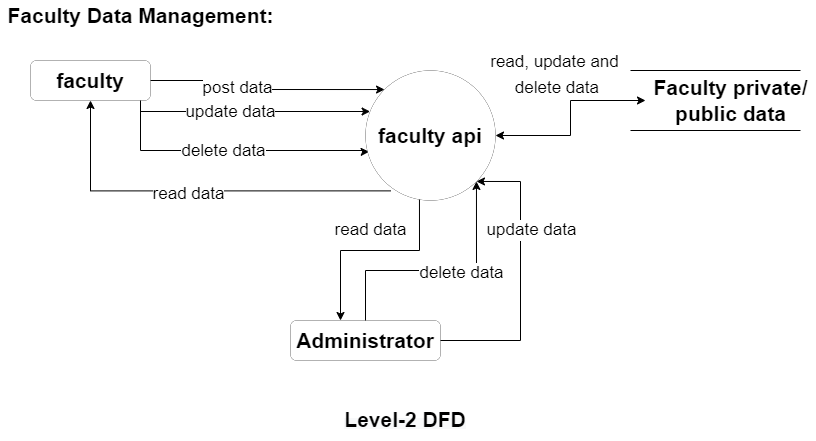 Faculty Data Management:
read, update and
delete data
faculty
post data
update data
delete data
read data
faculty api
Faculty private/
public data
read data
update data
delete data
Administrator
Level-2 DFD